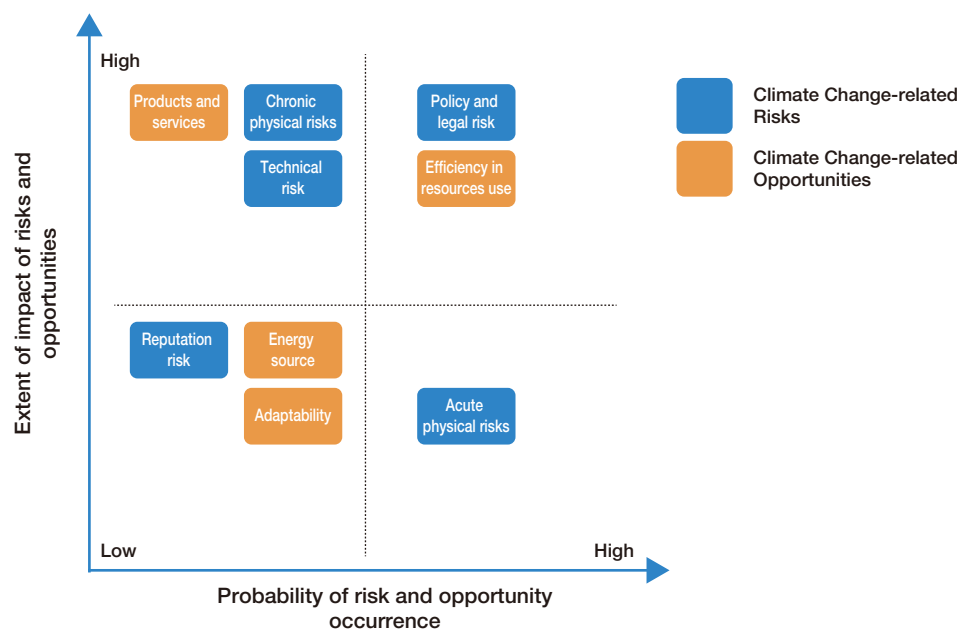 High
Products and
services
Chronic
physical risks
Policy and
legal risk
Technical
risk
Efficiency in
resources use
Climate Change-related
Risks
Climate Change-related
Opportunities
Extent of impact of risks and
opportunities
Reputation
risk
Energy
source
Adaptability
Acute
physical risks
Low
High
Probability of risk and opportunity
occurrence